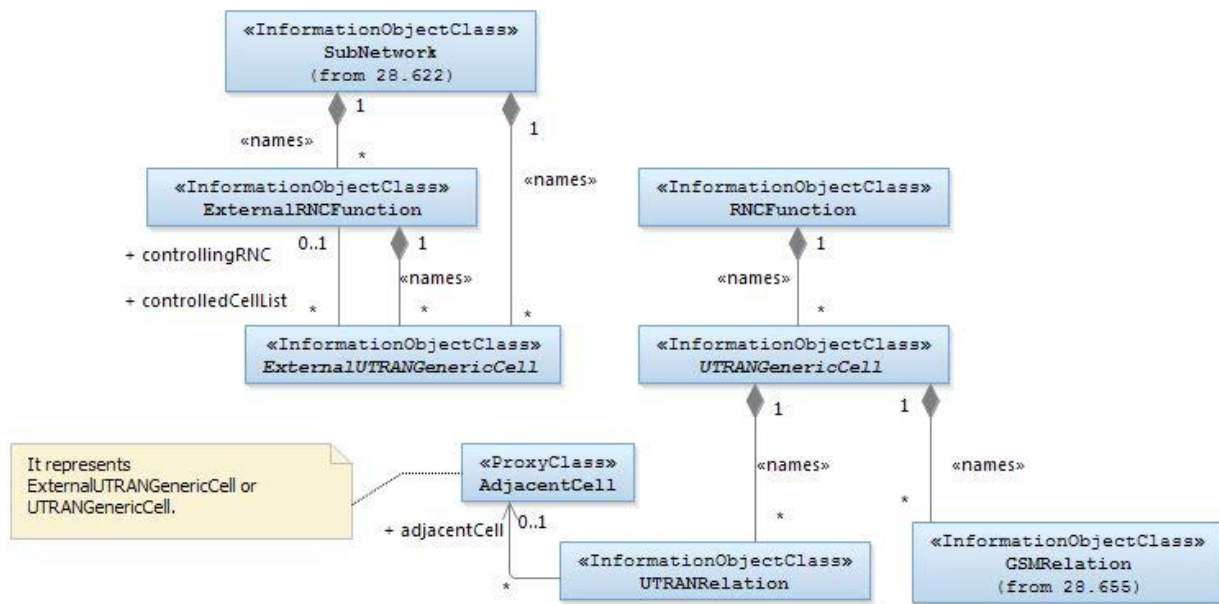 «InformationObjectClass»
SubNetwork
(from 28.622)
1
1
«names»
*
«names»
«InformationObjectClass»
ExternalRNCFunction
«InformationObjectClass»
RNCFunction
0..1
1
1
+ controllingRNC
«names»
«names»
+ controlledCellList
*
*
*
*
«InformationObjectClass»
ExternalUTRANGenericCell
«InformationObjectClass»
UTRANGenericCell
1
1
It represents
ExternalUTRANGenericCell or
UTRANGenericCell.
«ProxyClass»
AdjacentCell
«names»
«names»
+ adjacentCell
0..1
*
*
*
«InformationObjectClass»
UTRANRelation
«InformationObjectClass»
GSMRelation
(from 28.655)